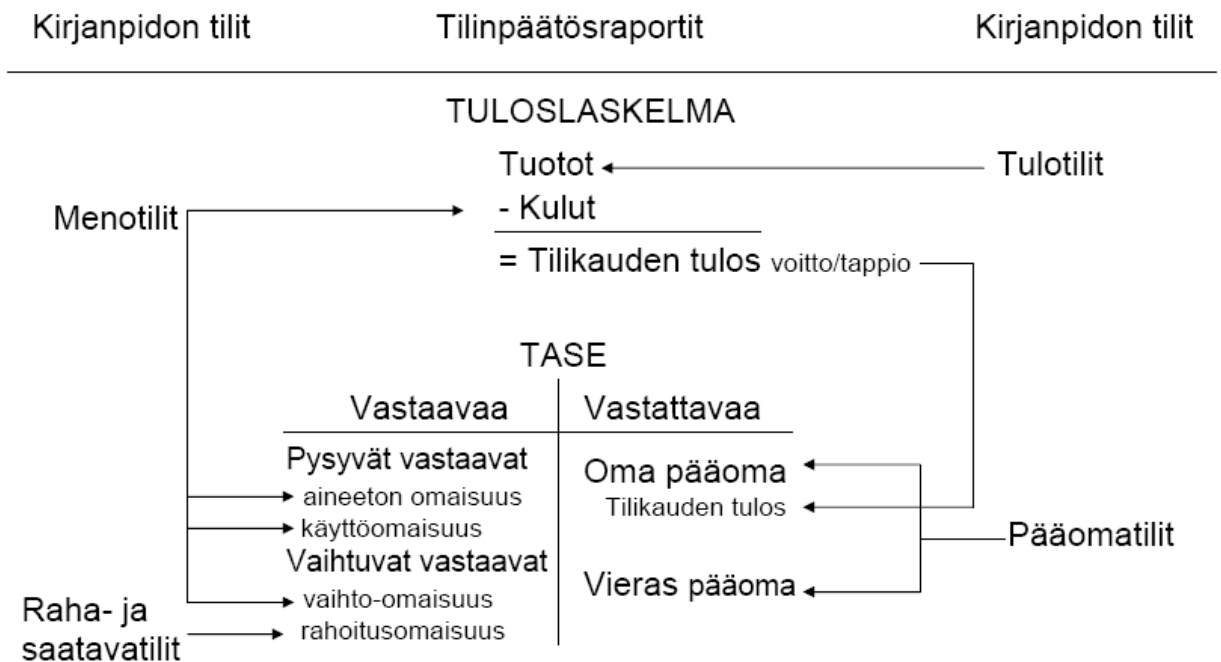 Kirjanpidon tilit Tilinpäätösraportit Kirjanpidon tilit
TULOSLASKELMA
Tuotot Tulotilit
Menotilit - Kulut
= Tilikauden tulos voitto/tappio
TASE
Vastaavaa Vastattavaa
Pysyvät vastaavat Oma pääoma
aineeton omaisuus Tilikauden tulos
käyttöomaisuus Pääomatilit
Vaihtuvat vastaavat
vaihto-omaisuus Vieras pääoma
Raha- ja
saatavatilit rahoitusomaisuus